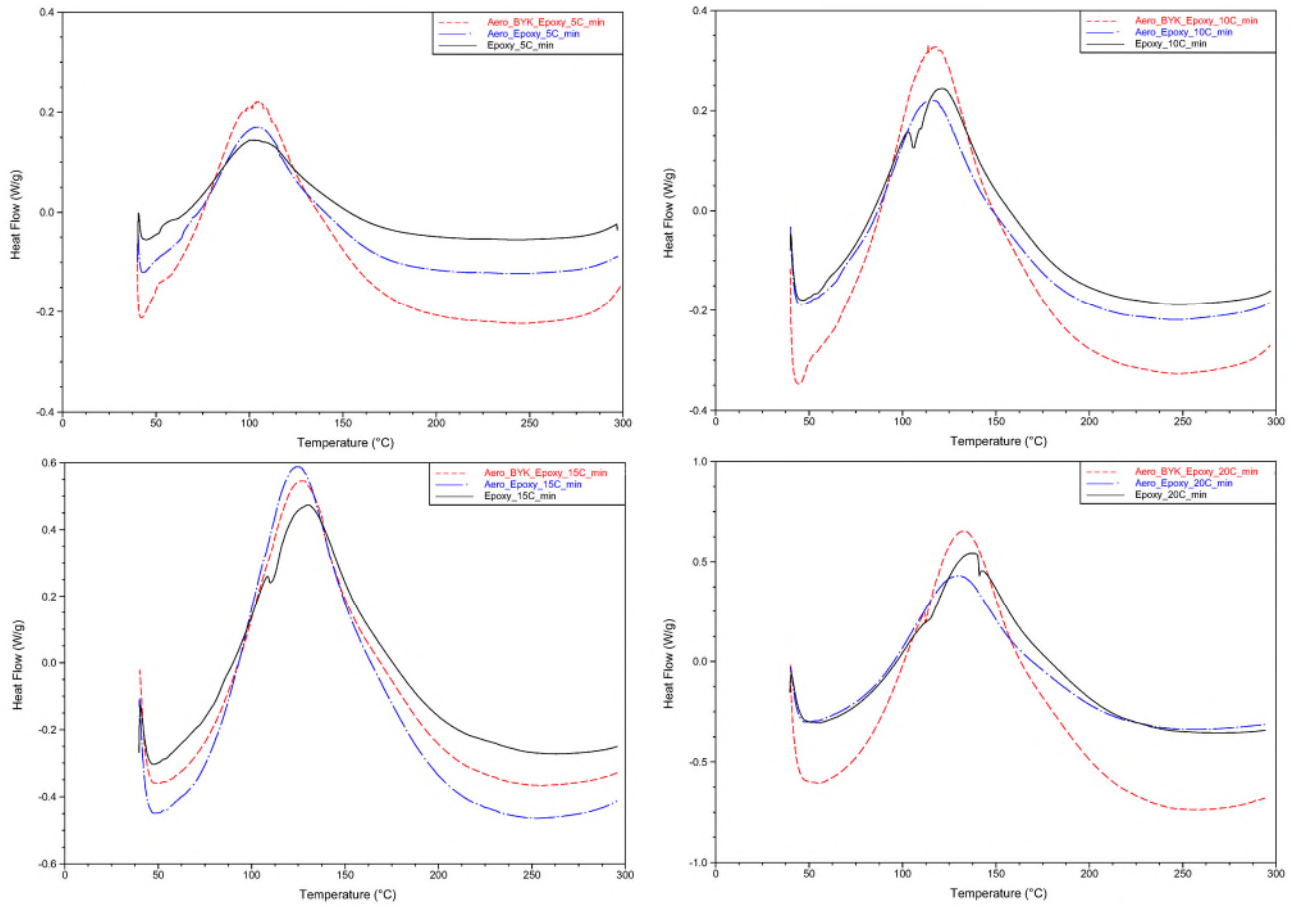 Aero_BYK_Epoxy_5C_min
Aero_Epoxy_5C_min
Epoxy_5C_min
0.4
0.2
0.0
-0.2
-0.4
Heat Flow (W/g)
0 50 100 150 200 250 300
Temperature (°C)
Aero_BYK_Epoxy_10C_min
Aero_Epoxy_10C_min
Epoxy_10C_min
0.4
0.2
0.0
-0.2
-0.4
Heat Flow (W/g)
0 50 100 150 200 250 300
Temperature (°C)
Aero_BYK_Epoxy_15C_min
Aero_Epoxy_15C_min
Epoxy_15C_min
0.6
0.4
0.2
0.0
-0.2
-0.4
-0.6
Heat Flow (W/g)
0 50 100 150 200 250 300
Temperature (°C)
Aero_BYK_Epoxy_20C_min
Aero_Epoxy_20C_min
Epoxy_20C_min
1.0
0.5
0.0
-0.5
-1.0
Heat Flow (W/g)
0 50 100 150 200 250 300
Temperature (°C)